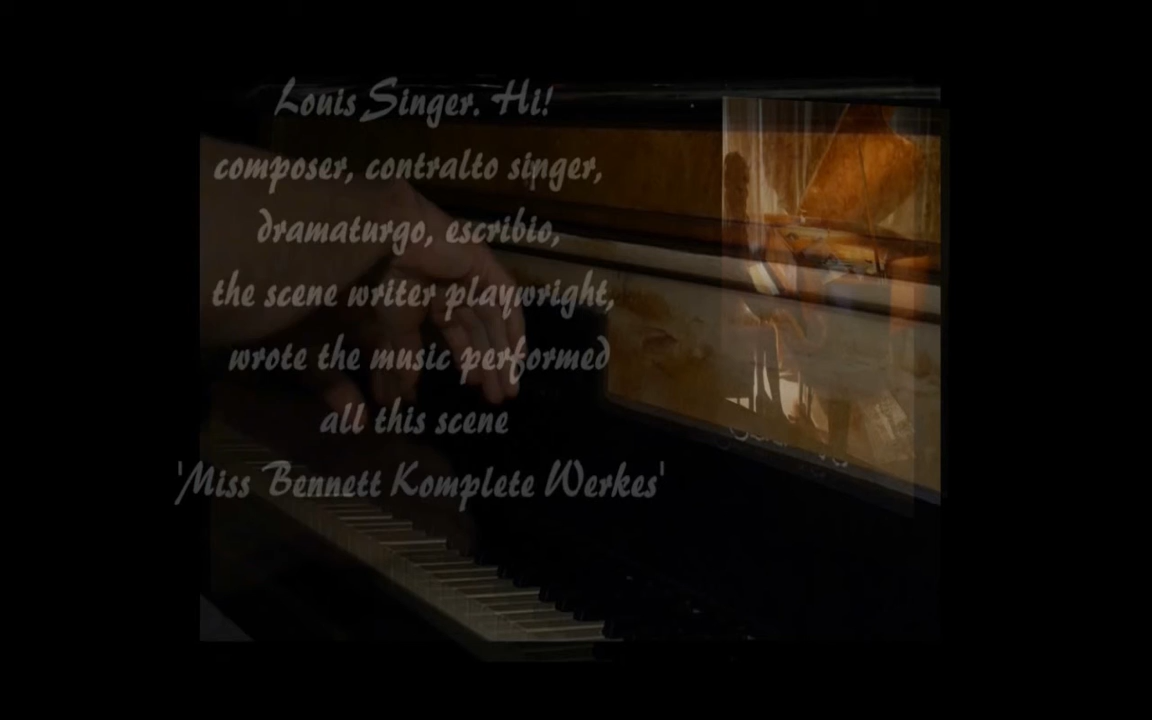 Louis Singer. Hi!
composer, contralto singer,
dramaturgo, escribio,
the scene writer playwright,
wrote the music performed
all this scene
'Miss Bennett Komplete Werkes'